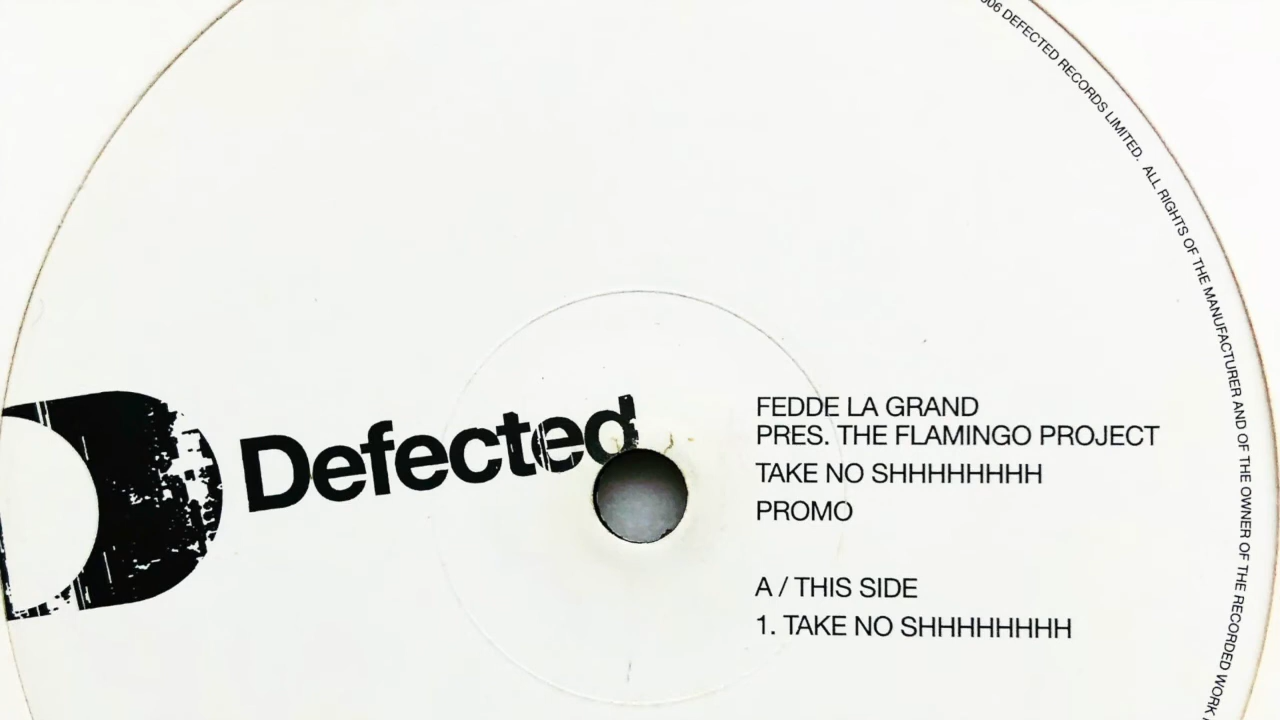 Defected
FEDDE LA GRAND
PRES. THE FLAMINGO PROJECT
TAKE NO SHHHHHHHH
PROMO
A / THIS SIDE
1. TAKE NO SHHHHHHHH
DEFECTED RECORDS LIMITED. ALL RIGHTS OF THE MANUFACTURER AND OF THE OWNER OF THE RECORDED WORK